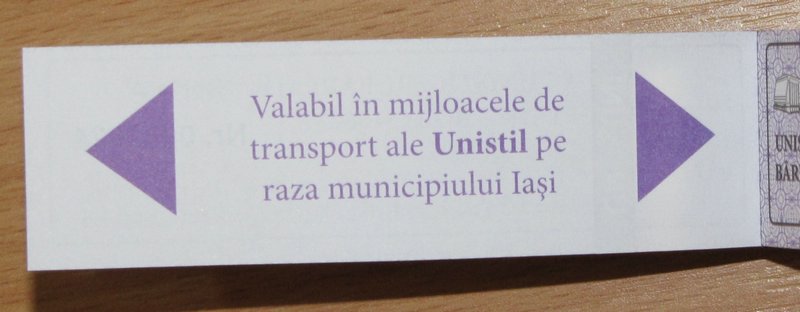 Valabil în mijloacele de
transport ale Unistil pe
raza municipiului Iași